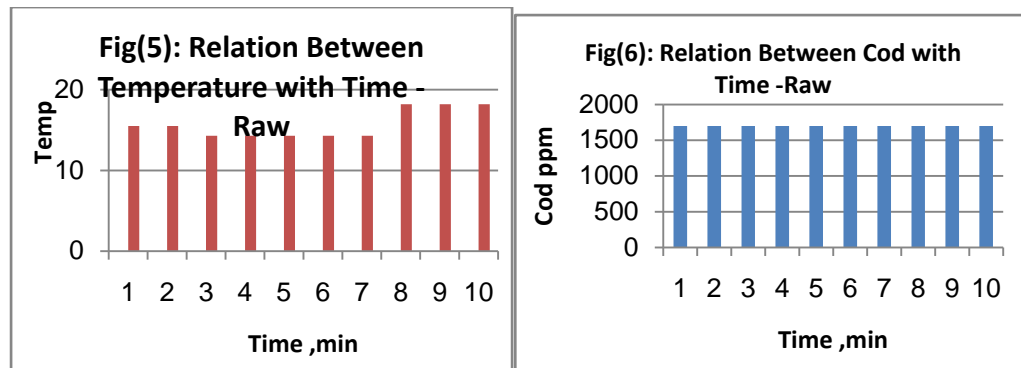 Fig(5): Relation Between
Temperature with Time -
Raw
Temp
20
10
0
1 2 3 4 5 6 7 8 9 10
Time ,min
Fig(6): Relation Between Cod with
Time -Raw
Cod ppm
2000
1500
1000
500
0
1 2 3 4 5 6 7 8 9 10
Time ,min